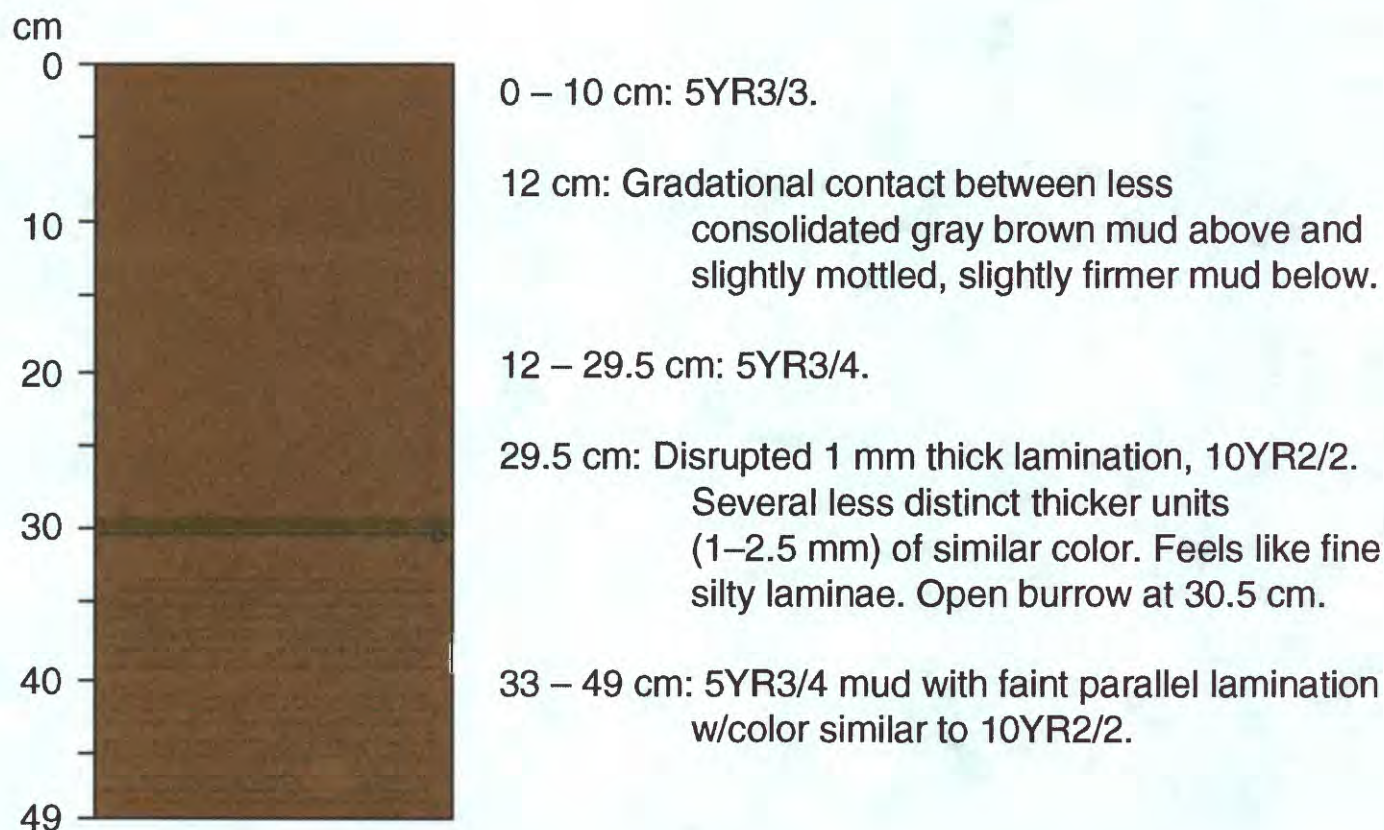 cm
0
10
20
30
40
49
0 – 10 cm: 5YR3/3.
12 cm: Gradational contact between less
consolidated gray brown mud above and
slightly mottled, slightly firmer mud below.
12 – 29.5 cm: 5YR3/4.
29.5 cm: Disrupted 1 mm thick lamination, 10YR2/2.
Several less distinct thicker units
(1–2.5 mm) of similar color. Feels like fine
silty laminae. Open burrow at 30.5 cm.
33 – 49 cm: 5YR3/4 mud with faint parallel lamination
w/color similar to 10YR2/2.